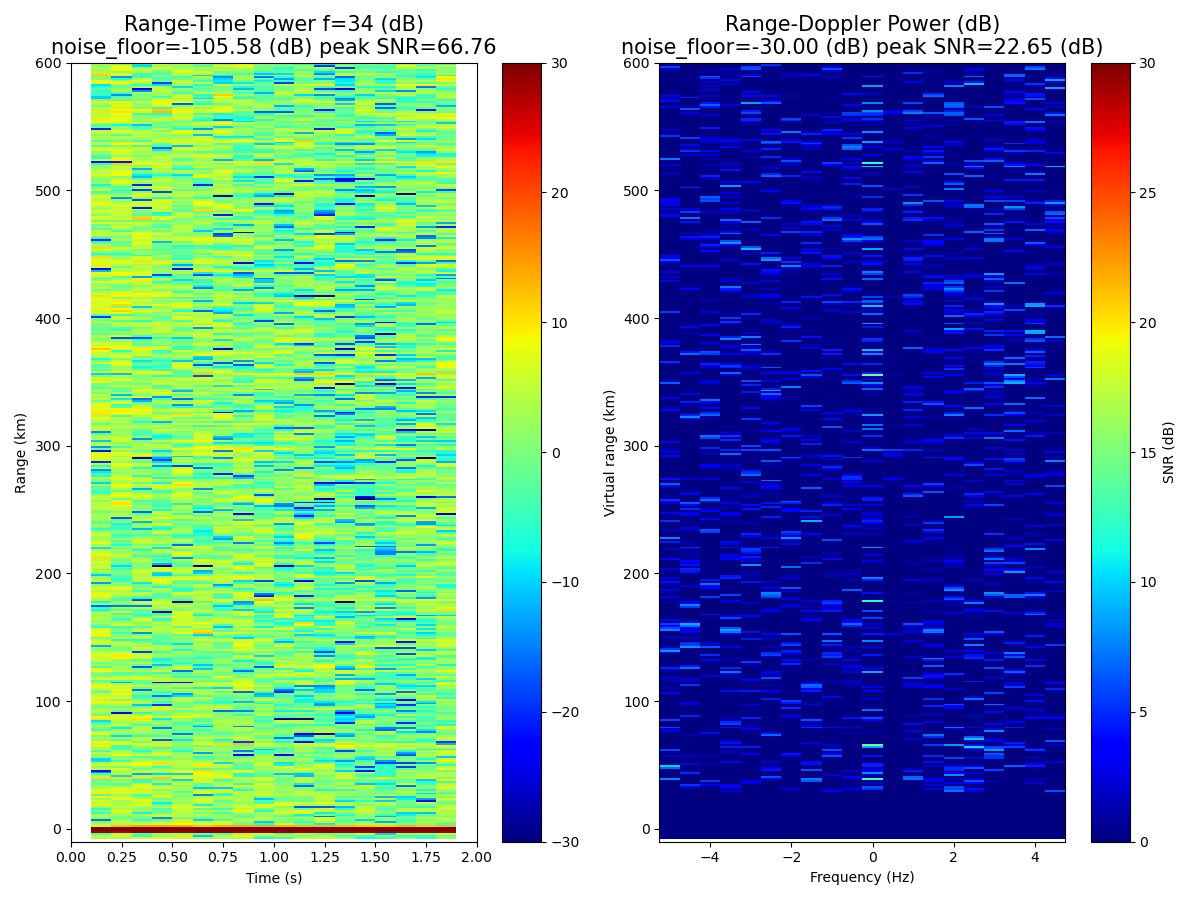 Range-Time Power f=34 (dB)
noise_floor=-105.58 (dB) peak SNR=66.76
Range (km)
600
500
400
300
200
100
0
0.00 0.25 0.50 0.75 1.00 1.25 1.50 1.75 2.00
Time (s)
30
20
10
0
−10
−20
−30
Range-Doppler Power (dB)
noise_floor=-30.00 (dB) peak SNR=22.65 (dB)
Virtual range (km)
600
500
400
300
200
100
0
−4 −2 0 2 4
Frequency (Hz)
30
25
20
15
10
5
0
SNR (dB)